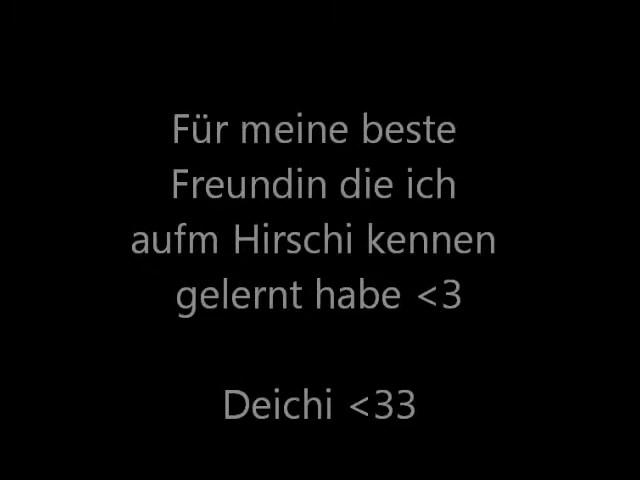 Für meine beste
Freundin die ich
aufm Hirschi kennen
gelernt habe <3
Deichi <33